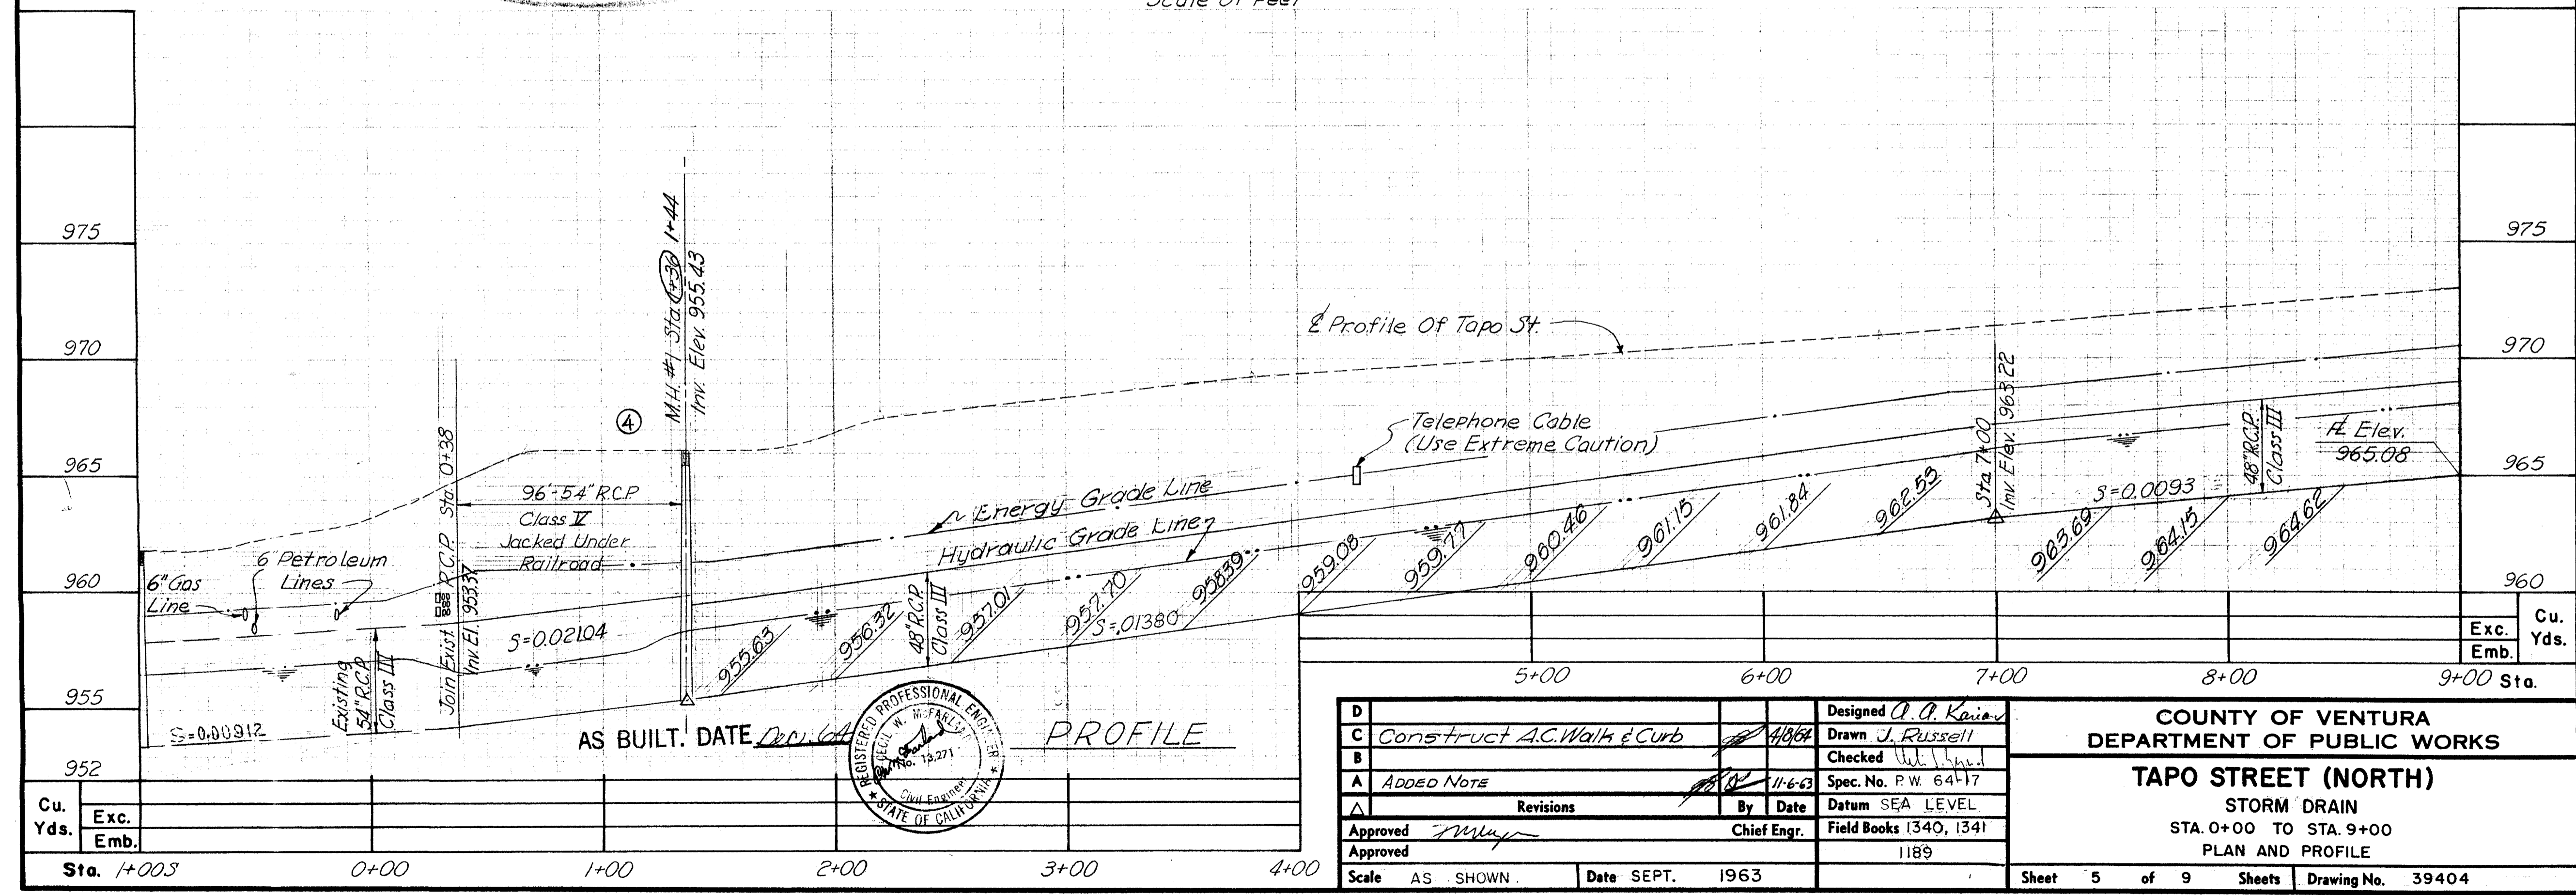 Scale Of Feet
975
970
965
960
955
952
975
970
965
960
M.H. #1 Sta. 1+36 1+44
Inv. Elev. 955.43
④
℄ Profile Of Tapo St.
Telephone Cable
(Use Extreme Caution)
Energy Grade Line
Hydraulic Grade Line
96'-54" R.C.P.
Class V
Jacked Under
Railroad
6" Gas
Line
6 Petroleum
Lines
Join Exist. R.C.P. Sta. 0+38
Inv. El. 953.37
S=0.02104
S=0.00912
Existing
54" R.C.P.
Class III
48" R.C.P.
Class III
S=.01380
955.63
956.32
957.01
957.70
958.39
959.08
959.77
960.46
961.15
961.84
962.53
Sta. 7+00
Inv. Elev. 963.22
963.69
964.15
964.62
S=0.0093
48" R.C.P.
Class III
℄ Elev.
965.08
AS BUILT. DATE Dec. 64
REGISTERED PROFESSIONAL ENGINEER
CECIL W. McFARLAND
No. 13,271
Civil Engineer
STATE OF CALIFORNIA
PROFILE
Exc.
Emb.
Cu.
Yds.
5+00 6+00 7+00 8+00 9+00 Sta.
Cu.
Yds.
Exc.
Emb.
Sta. 1+00S 0+00 1+00 2+00 3+00 4+00
D
C Construct A.C. Walk & Curb 4/8/64
B
A ADDED NOTE 11-6-63
△ Revisions By Date
Approved Chief Engr.
Approved
Scale AS SHOWN. Date SEPT. 1963
Designed
Drawn J. Russell
Checked
Spec. No. P.W. 64-17
Datum SEA LEVEL
Field Books 1340, 1341
1189
COUNTY OF VENTURA
DEPARTMENT OF PUBLIC WORKS
TAPO STREET (NORTH)
STORM DRAIN
STA. 0+00 TO STA. 9+00
PLAN AND PROFILE
Sheet 5 of 9 Sheets Drawing No. 39404